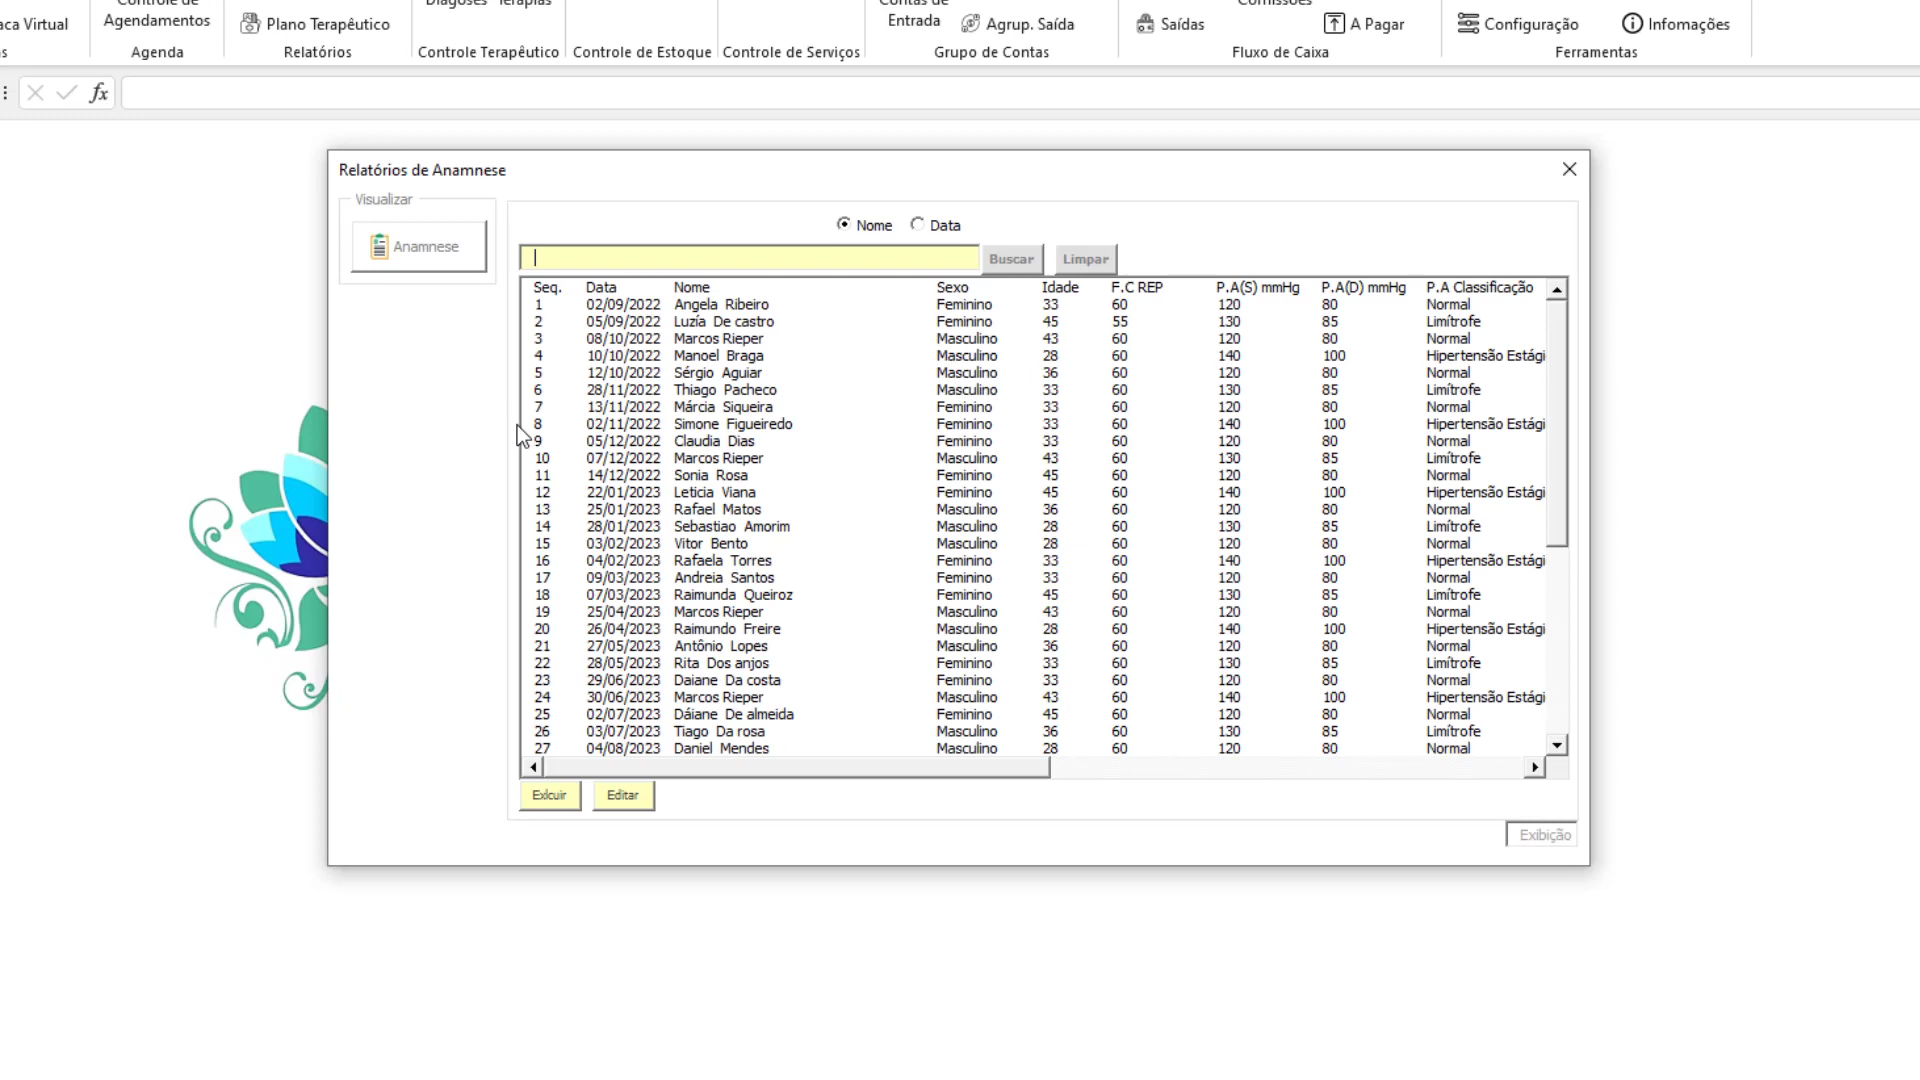 aca Virtual
Agendamentos
Agenda
Plano Terapêutico
Relatórios
Diagoses Terapias
Controle Terapêutico
Controle de Estoque
Controle de Serviços
Contas de
Entrada
Agrup. Saída
Grupo de Contas
Saídas
Comissões
A Pagar
Fluxo de Caixa
Configuração
Infomações
Ferramentas
fx
Relatórios de Anamnese
Visualizar
Anamnese
Nome Data
Buscar Limpar
Seq. Data Nome Sexo Idade F.C REP P.A(S) mmHg P.A(D) mmHg P.A Classificação
1 02/09/2022 Angela Ribeiro Feminino 33 60 120 80 Normal
2 05/09/2022 Luzía De castro Feminino 45 55 130 85 Limítrofe
3 08/10/2022 Marcos Rieper Masculino 43 60 120 80 Normal
4 10/10/2022 Manoel Braga Masculino 28 60 140 100 Hipertensão Estági
5 12/10/2022 Sérgio Aguiar Masculino 36 60 120 80 Normal
6 28/11/2022 Thiago Pacheco Masculino 33 60 130 85 Limítrofe
7 13/11/2022 Márcia Siqueira Feminino 33 60 120 80 Normal
8 02/11/2022 Simone Figueiredo Feminino 33 60 140 100 Hipertensão Estági
9 05/12/2022 Claudia Dias Feminino 33 60 120 80 Normal
10 07/12/2022 Marcos Rieper Masculino 43 60 130 85 Limítrofe
11 14/12/2022 Sonia Rosa Feminino 45 60 120 80 Normal
12 22/01/2023 Leticia Viana Feminino 45 60 140 100 Hipertensão Estági
13 25/01/2023 Rafael Matos Masculino 36 60 120 80 Normal
14 28/01/2023 Sebastiao Amorim Masculino 28 60 130 85 Limítrofe
15 03/02/2023 Vitor Bento Masculino 28 60 120 80 Normal
16 04/02/2023 Rafaela Torres Feminino 33 60 140 100 Hipertensão Estági
17 09/03/2023 Andreia Santos Feminino 33 60 120 80 Normal
18 07/03/2023 Raimunda Queiroz Feminino 45 60 130 85 Limítrofe
19 25/04/2023 Marcos Rieper Masculino 43 60 120 80 Normal
20 26/04/2023 Raimundo Freire Masculino 28 60 140 100 Hipertensão Estági
21 27/05/2023 Antônio Lopes Masculino 36 60 120 80 Normal
22 28/05/2023 Rita Dos anjos Feminino 33 60 130 85 Limítrofe
23 29/06/2023 Daiane Da costa Feminino 33 60 120 80 Normal
24 30/06/2023 Marcos Rieper Masculino 43 60 140 100 Hipertensão Estági
25 02/07/2023 Dáiane De almeida Feminino 45 60 120 80 Normal
26 03/07/2023 Tiago Da rosa Masculino 36 60 130 85 Limítrofe
27 04/08/2023 Daniel Mendes Masculino 28 60 120 80 Normal
Exlcuir Editar
Exibição